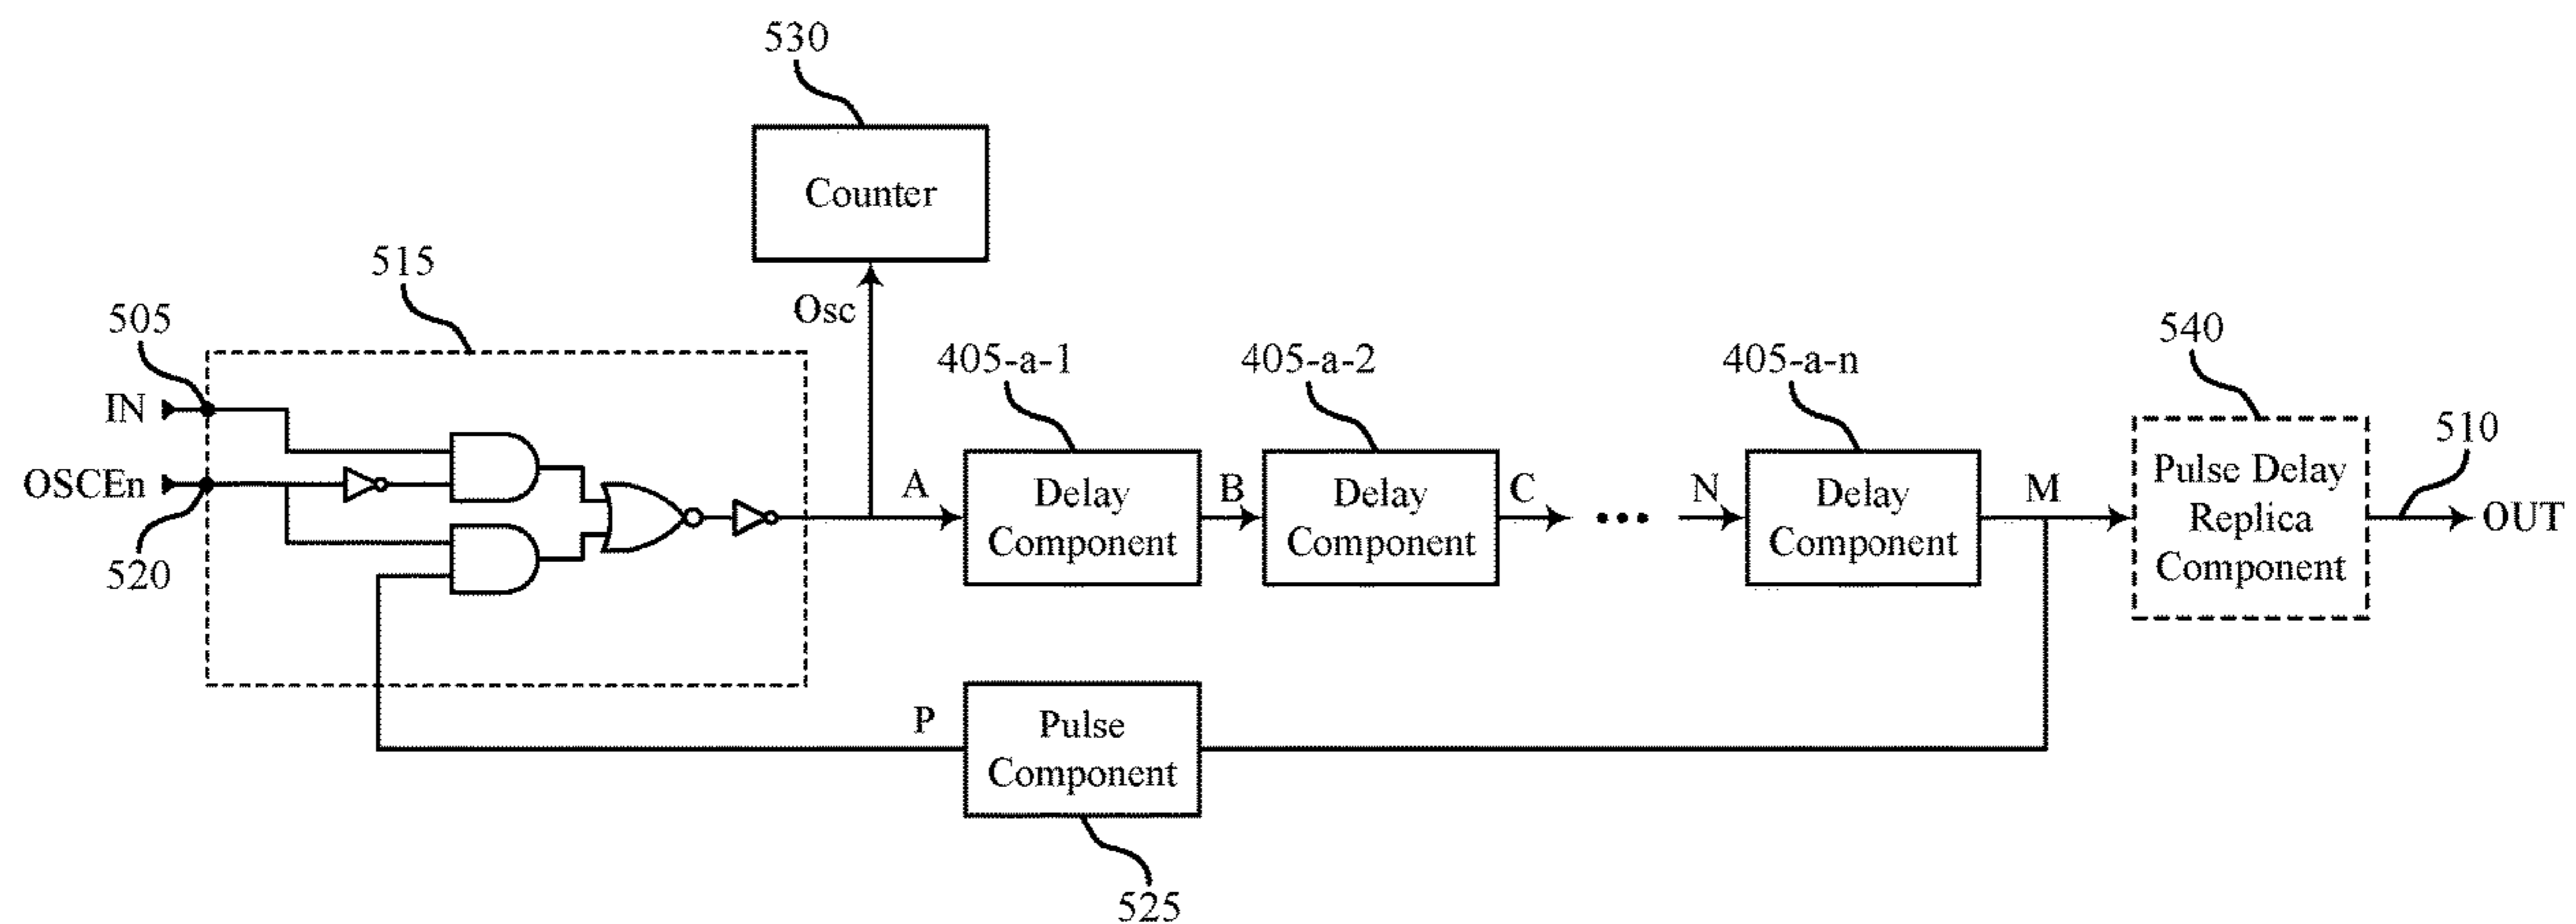 530
Counter
515
Osc
505
IN
OSCEn
520
405-a-1
405-a-2
405-a-n
540
510
A
Delay
Component
B
Delay
Component
C
...
N
Delay
Component
M
Pulse Delay
Replica
Component
OUT
P
Pulse
Component
525